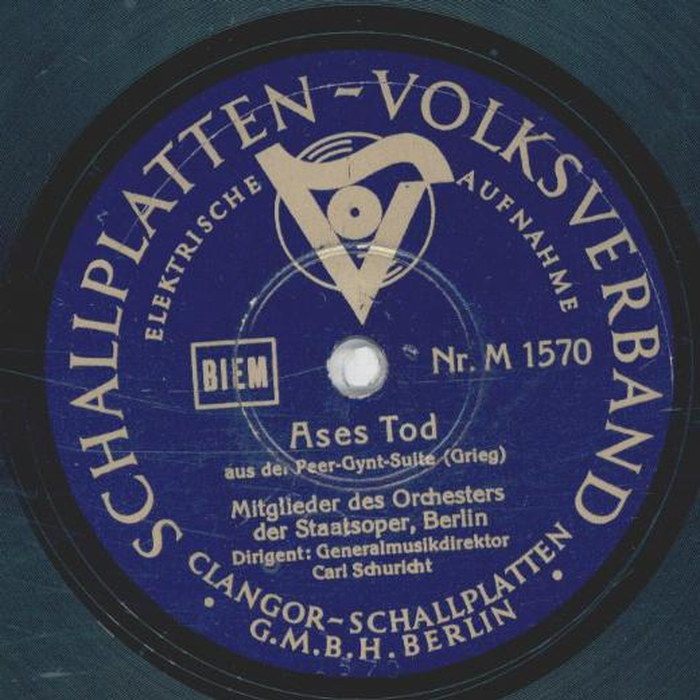 SCHALLPLATTEN-VOLKSVERBAND
ELEKTRISCHE AUFNAHME
BIEM
Nr. M 1570
Ases Tod
aus der Peer-Gynt-Suite (Grieg)
Mitglieder des Orchesters
der Staatsoper, Berlin
Dirigent: Generalmusikdirektor
Carl Schuricht
• CLANGOR-SCHALLPLATTEN •
G.M.B.H. BERLIN